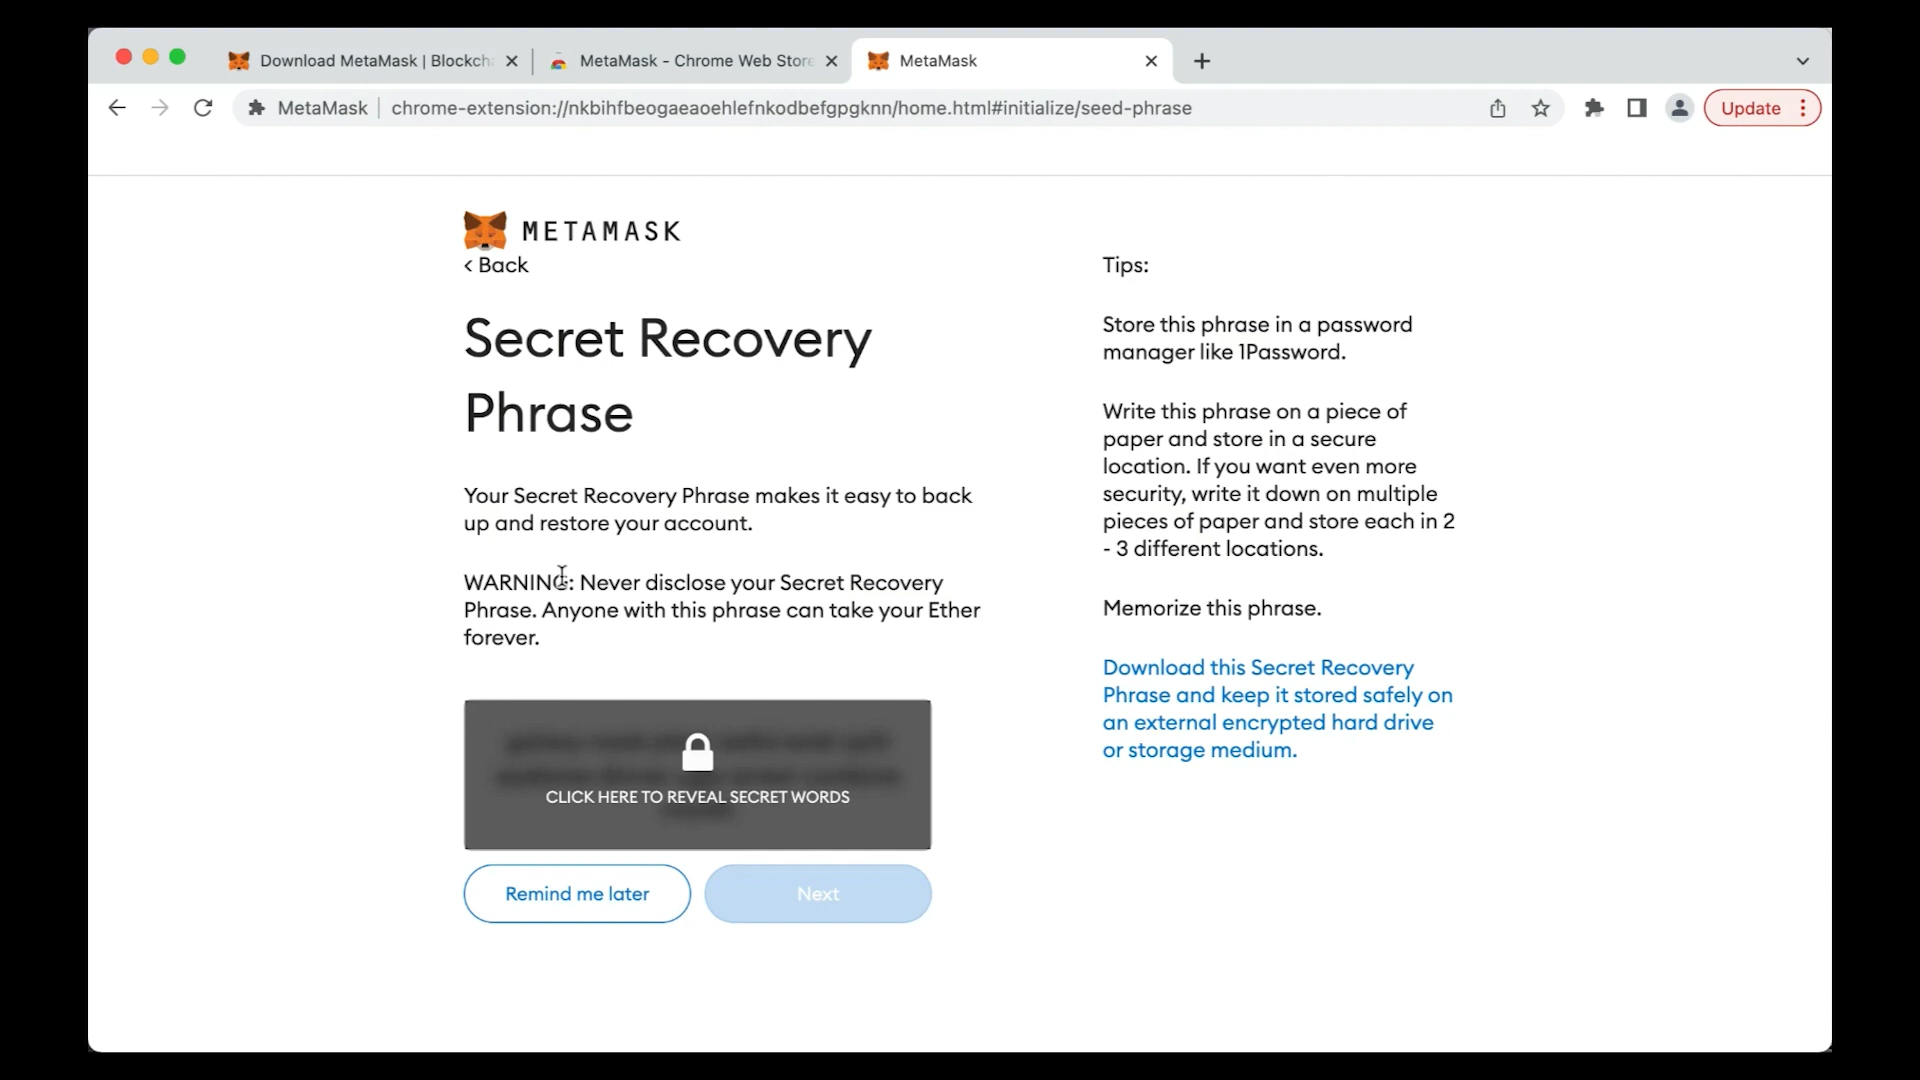 Download MetaMask | Blockch
MetaMask - Chrome Web Store
MetaMask
MetaMask
chrome-extension://nkbihfbeogaeaoehlefnkodbefgpgknn/home.html#initialize/seed-phrase
Update
METAMASK
< Back
Secret Recovery
Phrase
Your Secret Recovery Phrase makes it easy to back
up and restore your account.
WARNING: Never disclose your Secret Recovery
Phrase. Anyone with this phrase can take your Ether
forever.
CLICK HERE TO REVEAL SECRET WORDS
Remind me later
Next
Tips:
Store this phrase in a password
manager like 1Password.
Write this phrase on a piece of
paper and store in a secure
location. If you want even more
security, write it down on multiple
pieces of paper and store each in 2
- 3 different locations.
Memorize this phrase.
Download this Secret Recovery
Phrase and keep it stored safely on
an external encrypted hard drive
or storage medium.